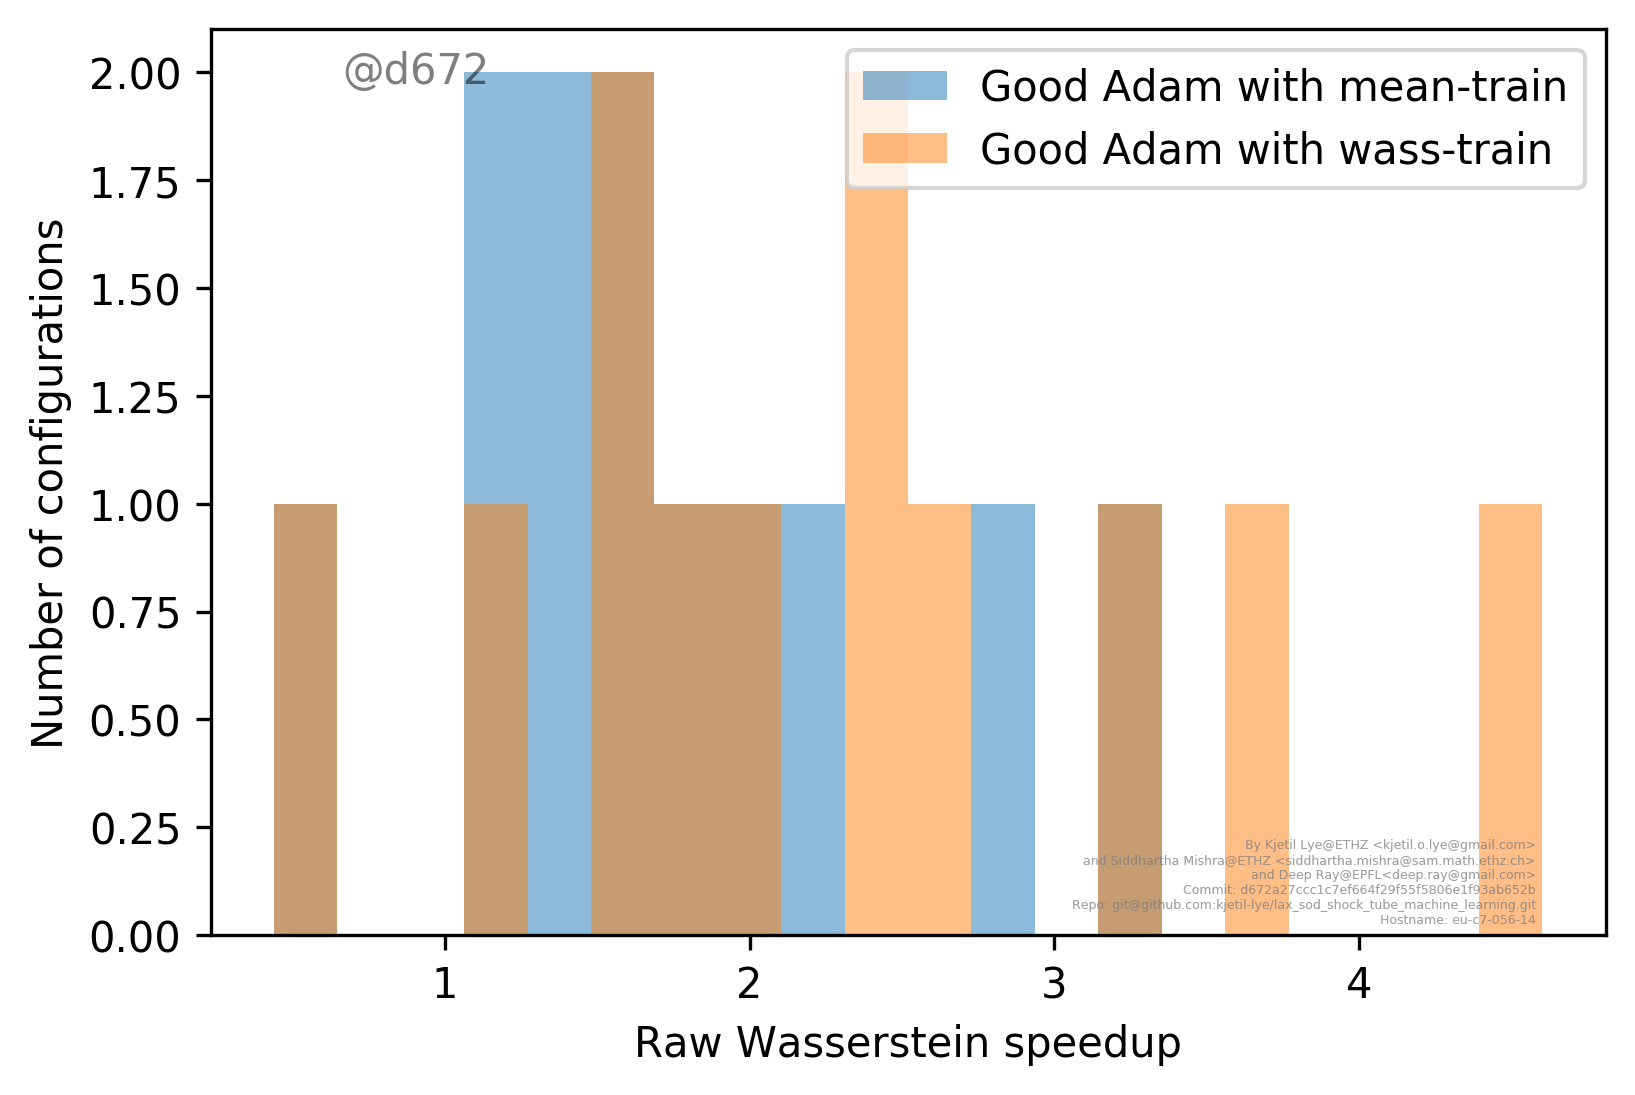 @d672
Good Adam with mean-train
Good Adam with wass-train
2.00
1.75
1.50
1.25
1.00
0.75
0.50
0.25
0.00
Number of configurations
By Kjetil Lye@ETHZ <kjetil.o.lye@gmail.com>
and Siddhartha Mishra@ETHZ <siddhartha.mishra@sam.math.ethz.ch>
and Deep Ray@EPFL<deep.ray@gmail.com>
Commit: d672a27ccc1c7ef664f29f55f5806e1f93ab652b
Repo: git@github.com:kjetil-lye/lax_sod_shock_tube_machine_learning.git
Hostname: eu-c7-056-14
1 2 3 4
Raw Wasserstein speedup